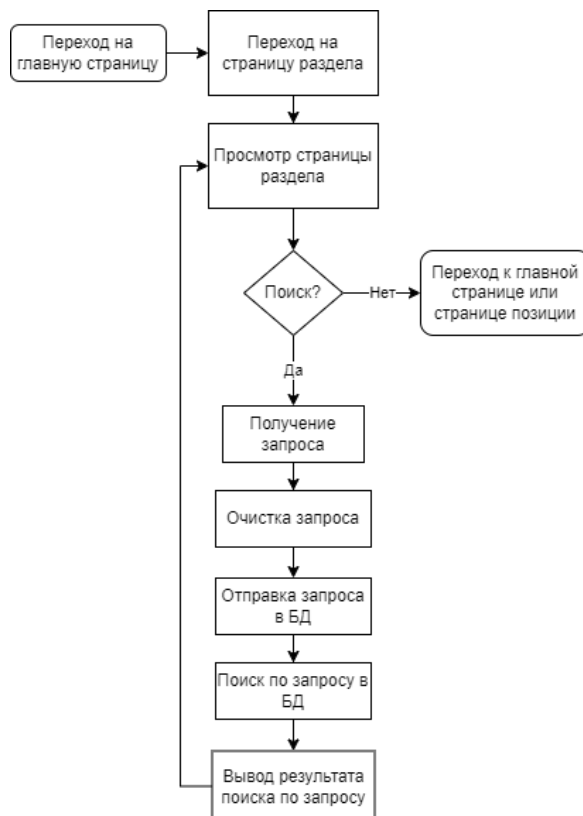 Переход на
главную страницу
Переход на
страницу раздела
Просмотр страницы
раздела
Поиск?
Нет
Переход к главной
странице или
странице позиции
Да
Получение
запроса
Очистка запроса
Отправка запроса
в БД
Поиск по запросу в
БД
Вывод результата
поиска по запросу